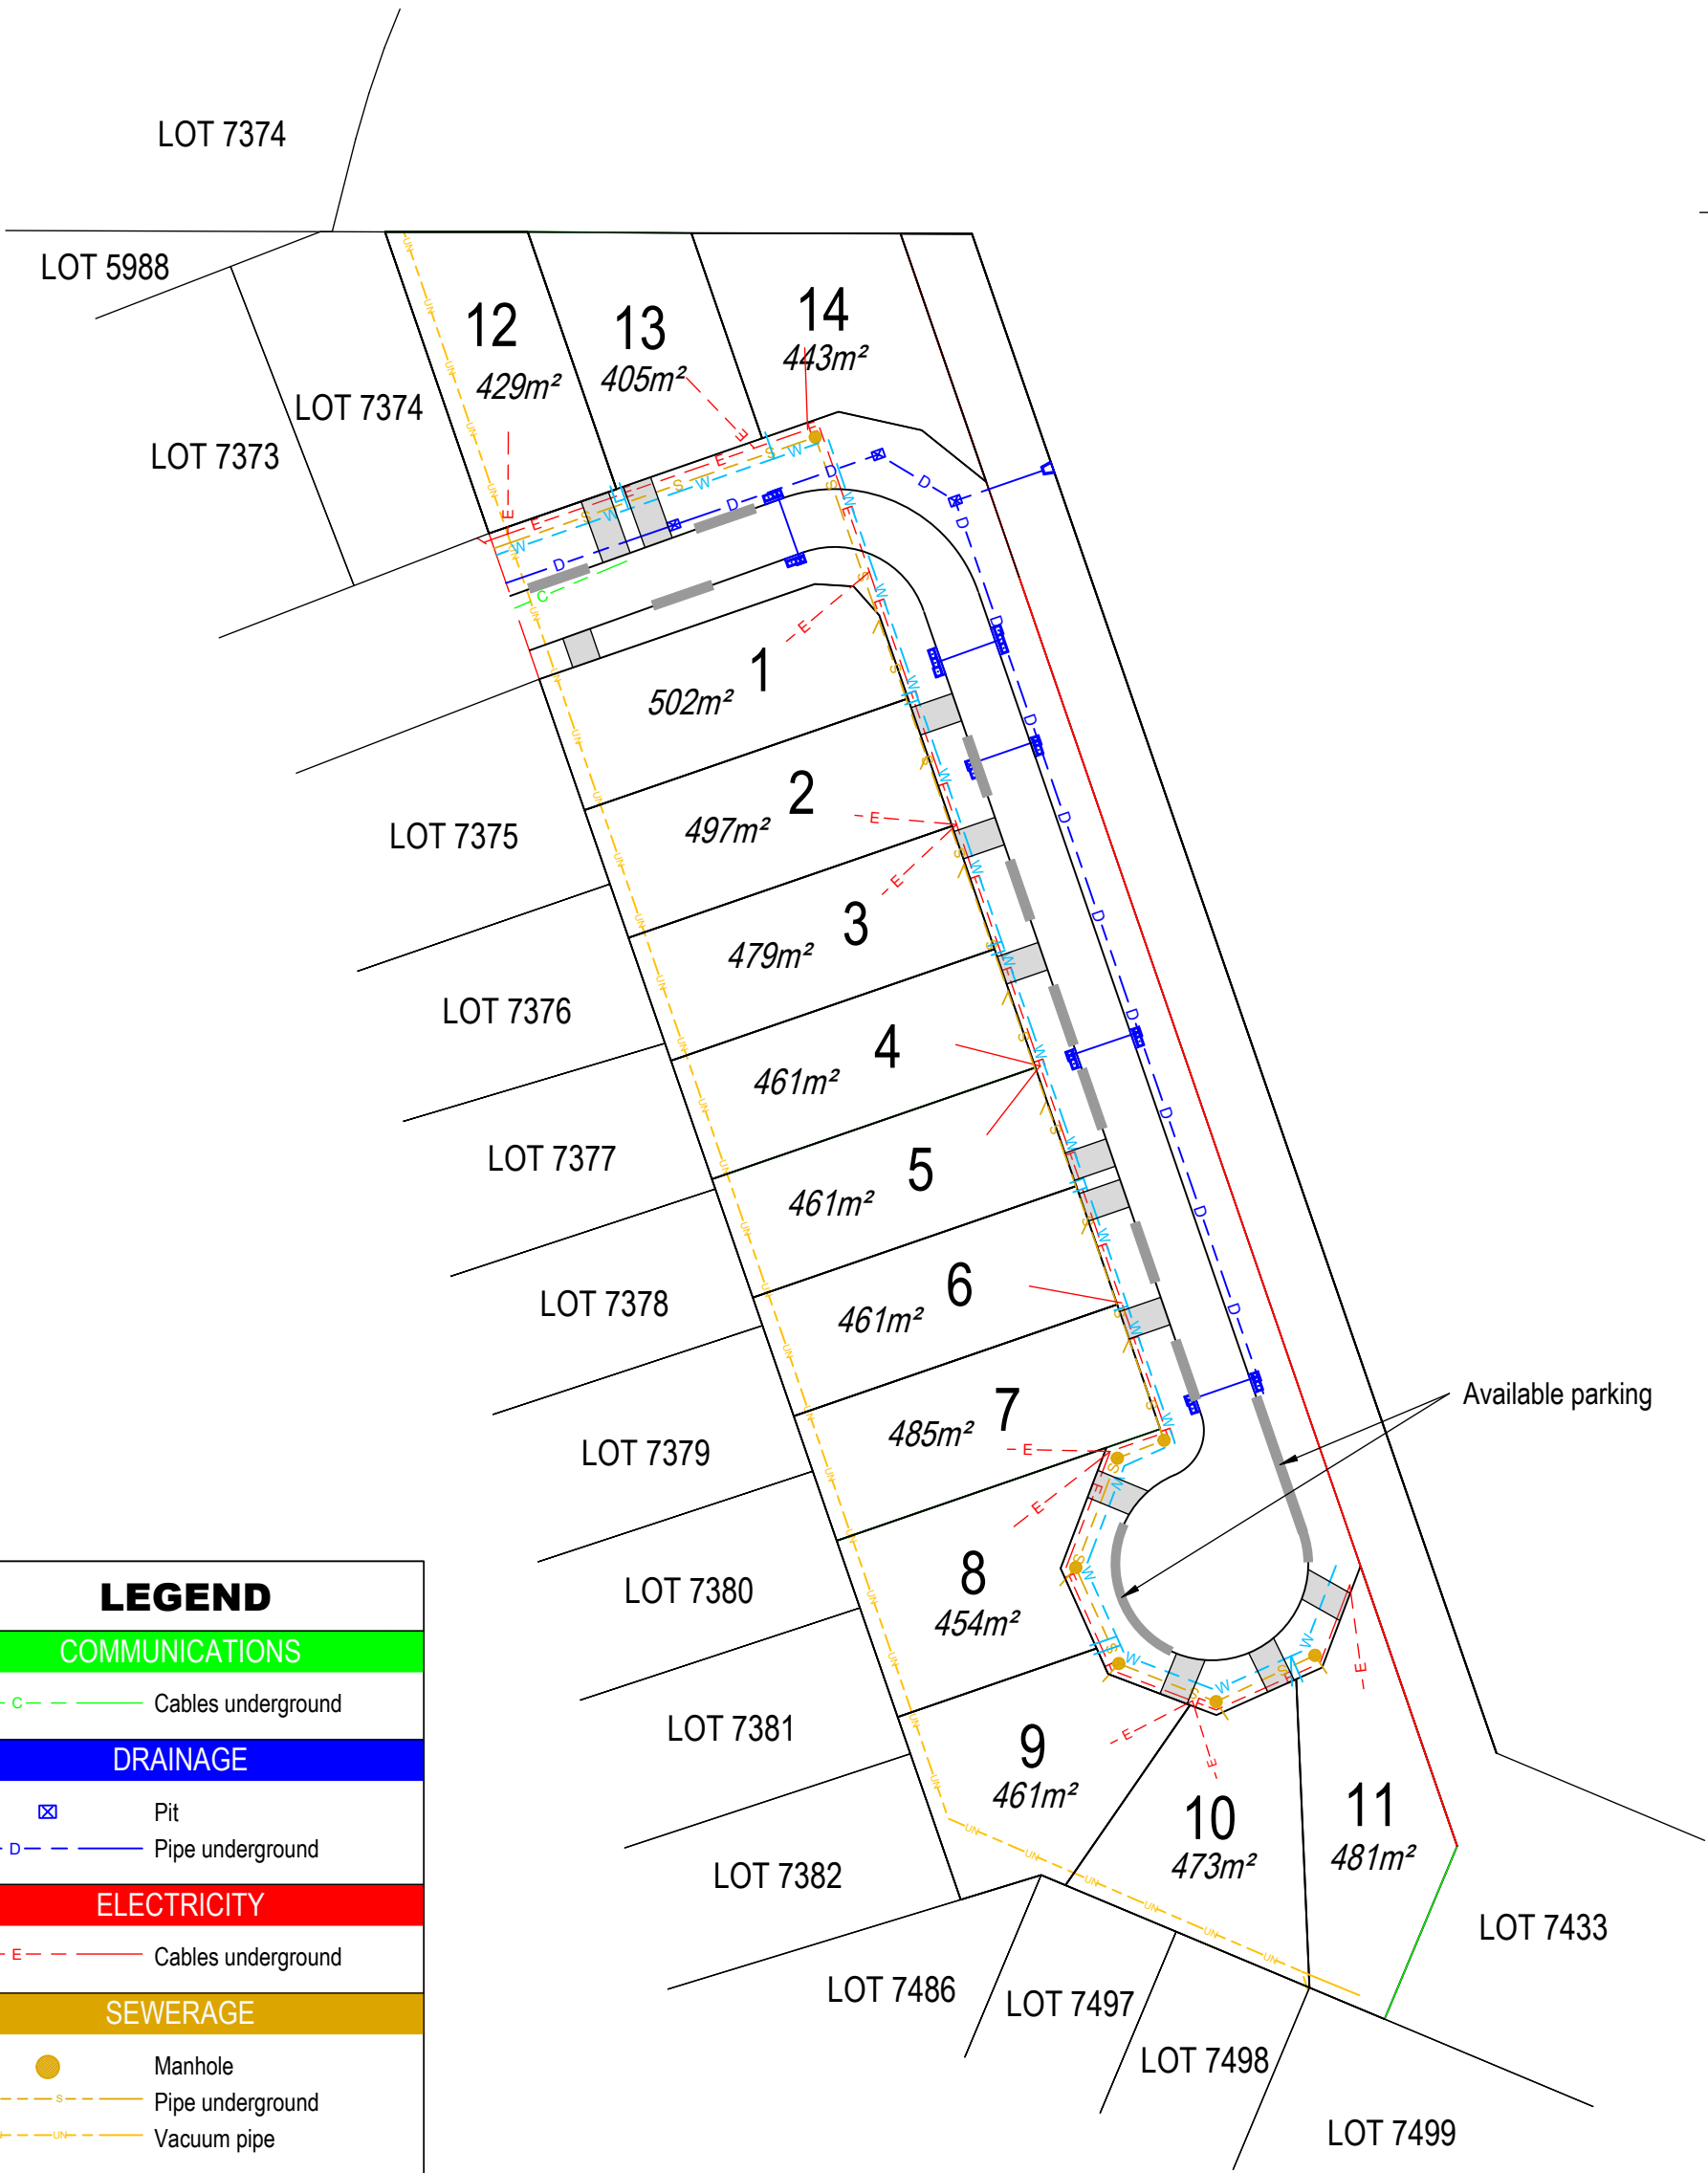 LOT 7374
LOT 5988
12
429m²
13
405m²
14
443m²
LOT 7374
LOT 7373
1
502m²
2
497m²
LOT 7375
3
479m²
LOT 7376
4
461m²
LOT 7377
5
461m²
LOT 7378
6
461m²
LOT 7379
7
485m²
Available parking
LOT 7380
8
454m²
LOT 7381
9
461m²
10
473m²
11
481m²
LOT 7382
LOT 7433
LOT 7486
LOT 7497
LOT 7498
LOT 7499
LEGEND
COMMUNICATIONS
C Cables underground
DRAINAGE
Pit
D Pipe underground
ELECTRICITY
E Cables underground
SEWERAGE
Manhole
S Pipe underground
UN Vacuum pipe